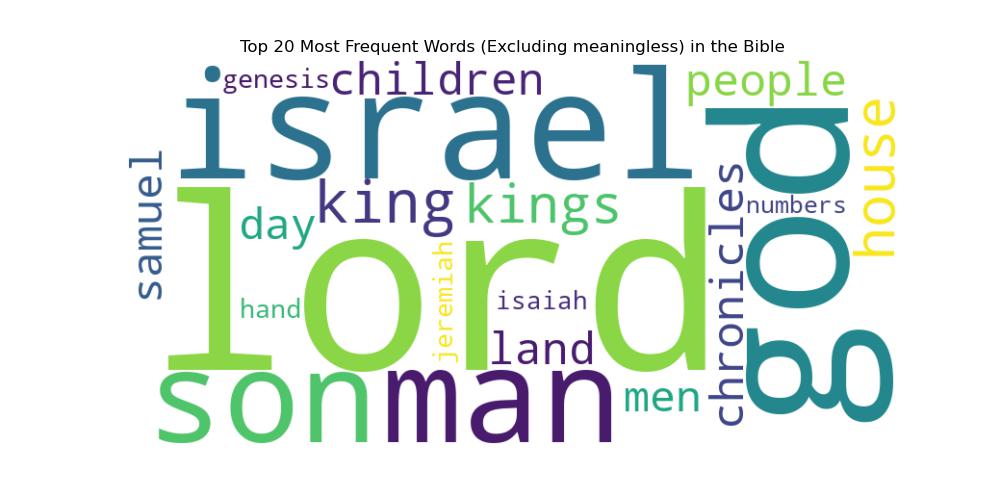 Top 20 Most Frequent Words (Excluding meaningless) in the Bible
genesis
children
people
israel
god
house
samuel
king
kings
chronicles
numbers
day
lord
jeremiah
isaiah
hand
land
son
man
men